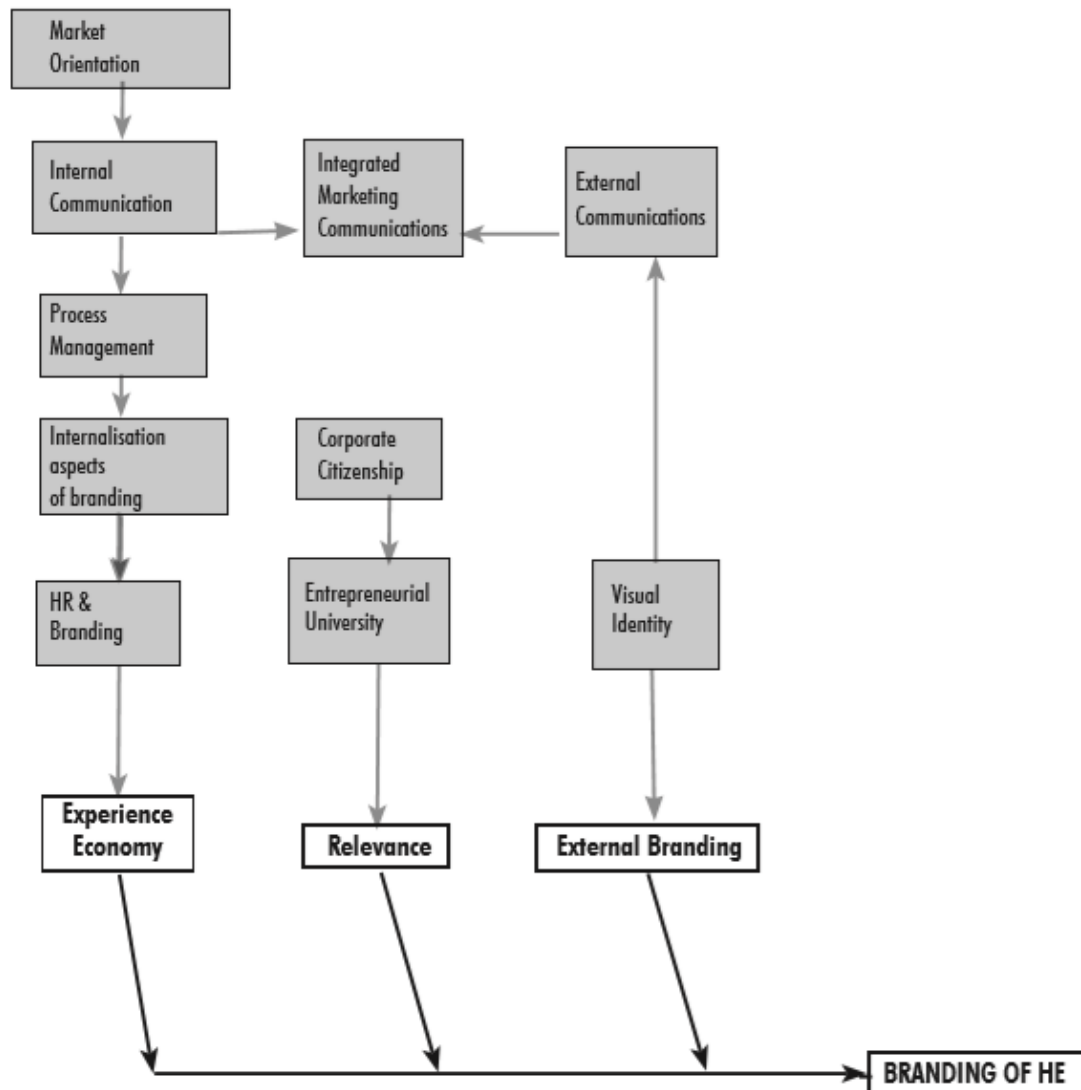 Market
Orientation
Internal
Communication
Integrated
Marketing
Communications
External
Communications
Process
Management
Internalisation
aspects
of branding
Corporate
Citizenship
HR &
Branding
Entrepreneurial
University
Visual
Identity
Experience
Economy
Relevance
External Branding
BRANDING OF HE